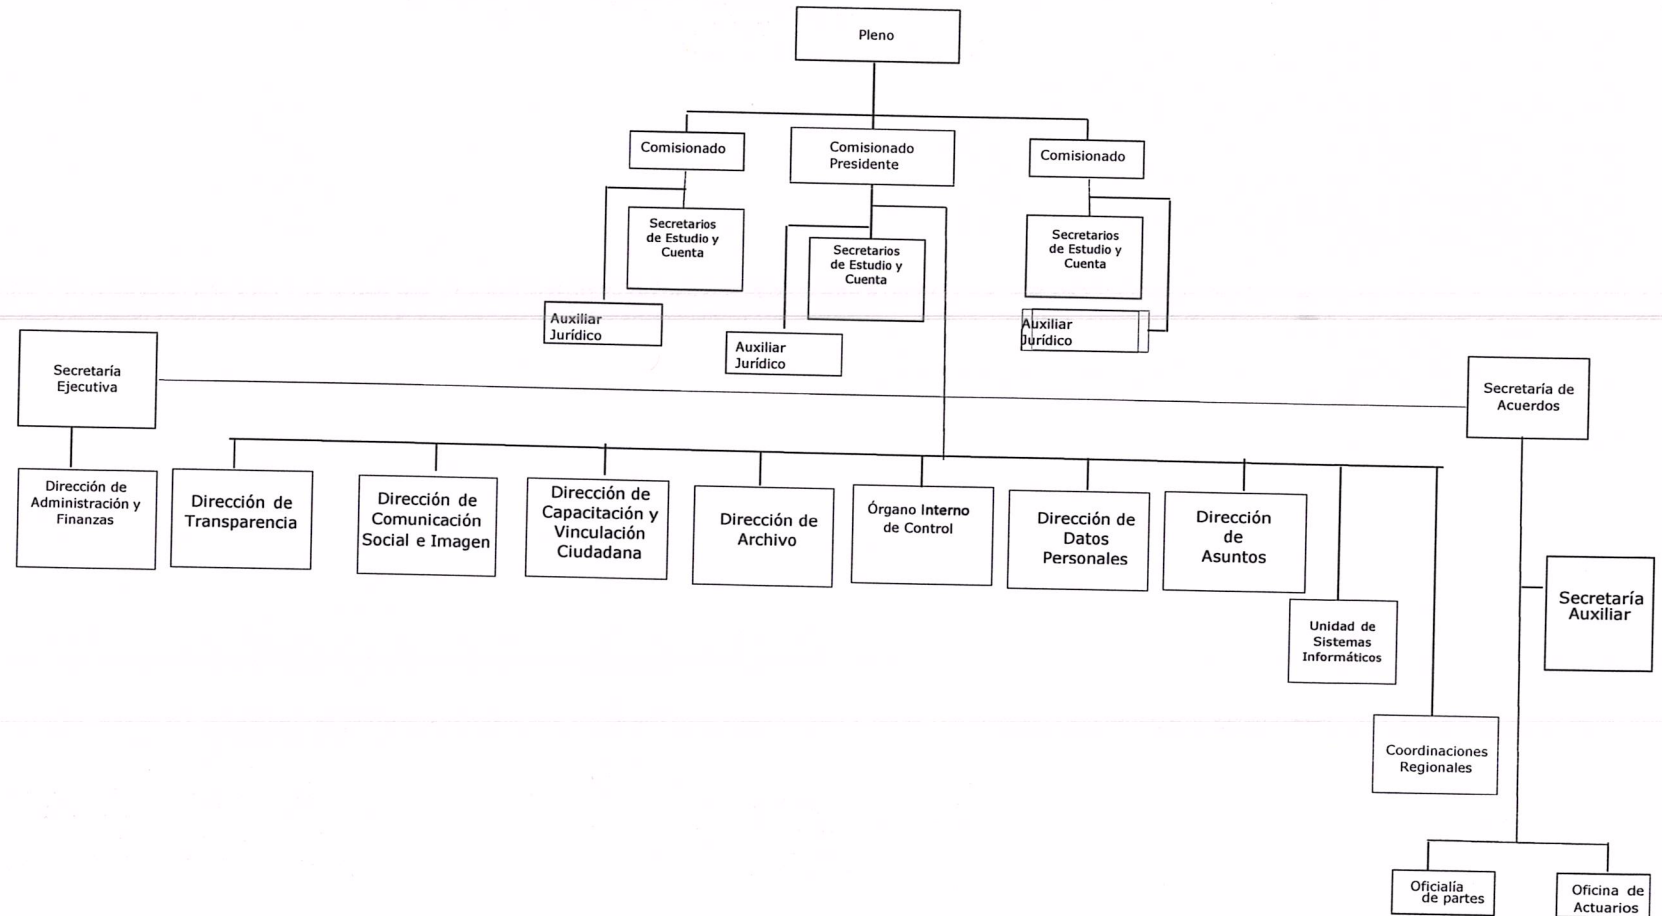 Pleno
Comisionado
Comisionado
Presidente
Comisionado
Secretarios
de Estudio y
Cuenta
Secretarios
de Estudio y
Cuenta
Secretarios
de Estudio y
Cuenta
Auxiliar
Jurídico
Auxiliar
Jurídico
Auxiliar
Jurídico
Secretaría
Ejecutiva
Secretaría de
Acuerdos
Dirección de
Administración y
Finanzas
Dirección de
Transparencia
Dirección de
Comunicación
Social e Imagen
Dirección de
Capacitación y
Vinculación
Ciudadana
Dirección de
Archivo
Órgano Interno
de Control
Dirección de
Datos
Personales
Dirección
de
Asuntos
Unidad de
Sistemas
Informáticos
Secretaría
Auxiliar
Coordinaciones
Regionales
Oficialía
de partes
Oficina de
Actuarios